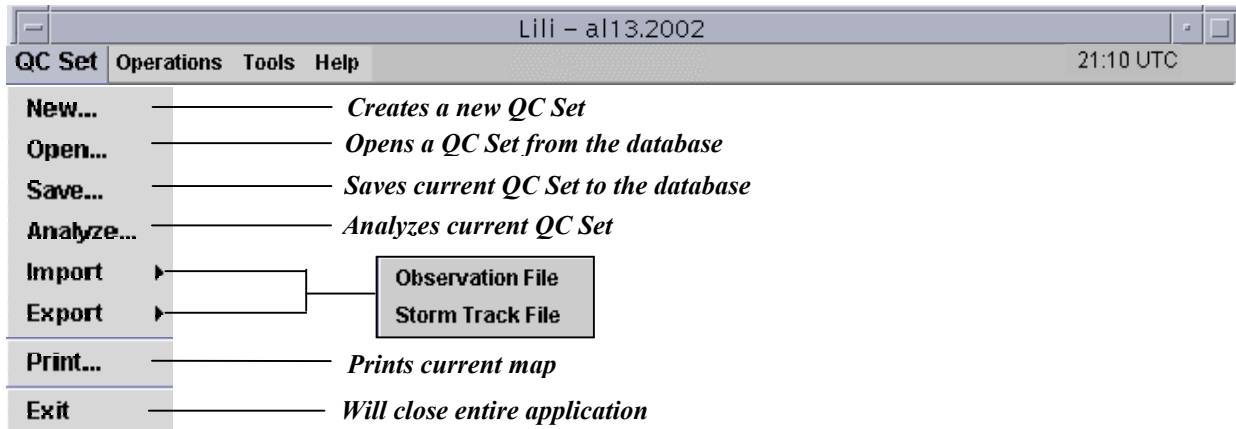 Lili – al13.2002
QC Set Operations Tools Help 21:10 UTC
New... Creates a new QC Set
Open... Opens a QC Set from the database
Save... Saves current QC Set to the database
Analyze... Analyzes current QC Set
Import Observation File
Export Storm Track File
Print... Prints current map
Exit Will close entire application